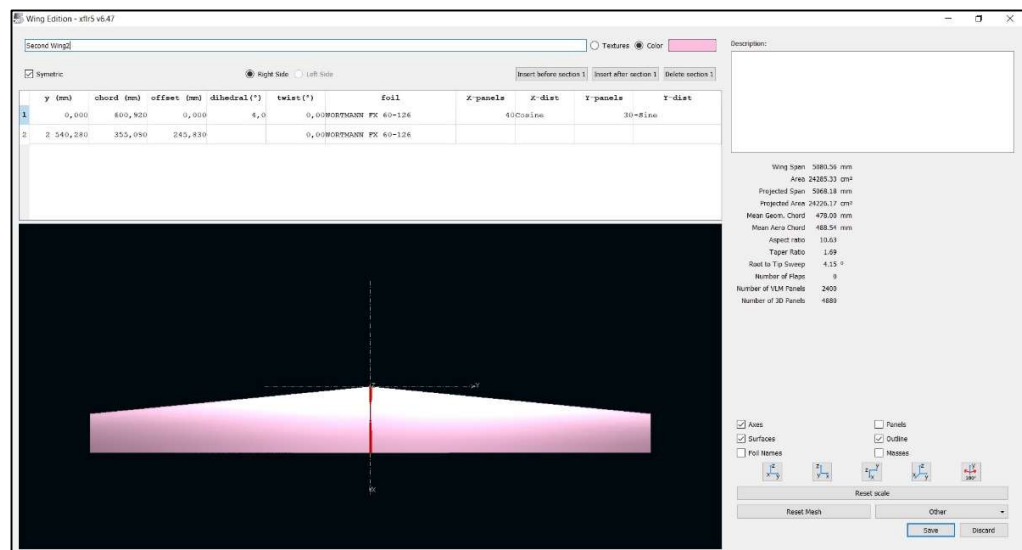 Wing Edition - xflr5 v6.47
Second Wing2
Textures Color
Description:
Symetric Right Side Left Side Insert before section 1 Insert after section 1 Delete section 1
y (mm) chord (mm) offset (mm) dihedral(°) twist(°) foil X-panels X-dist Y-panels Y-dist
1 0,000 600,920 0,000 4,0 0,00WORTMANN FX 60-126 40Cosine 30-Sine
2 2 540,280 355,090 245,830 0,00WORTMANN FX 60-126
Wing Span 5080.56 mm
Area 24285.33 cm²
Projected Span 5068.18 mm
Projected Area 24226.17 cm²
Mean Geom. Chord 478.00 mm
Mean Aero Chord 488.54 mm
Aspect ratio 10.63
Taper Ratio 1.69
Root to Tip Sweep 4.15 °
Number of Flaps 0
Number of VLM Panels 2400
Number of 3D Panels 4880
Y
X
Axes Panels
Surfaces Outline
Foil Names Masses
Reset scale
Reset Mesh Other
Save Discard